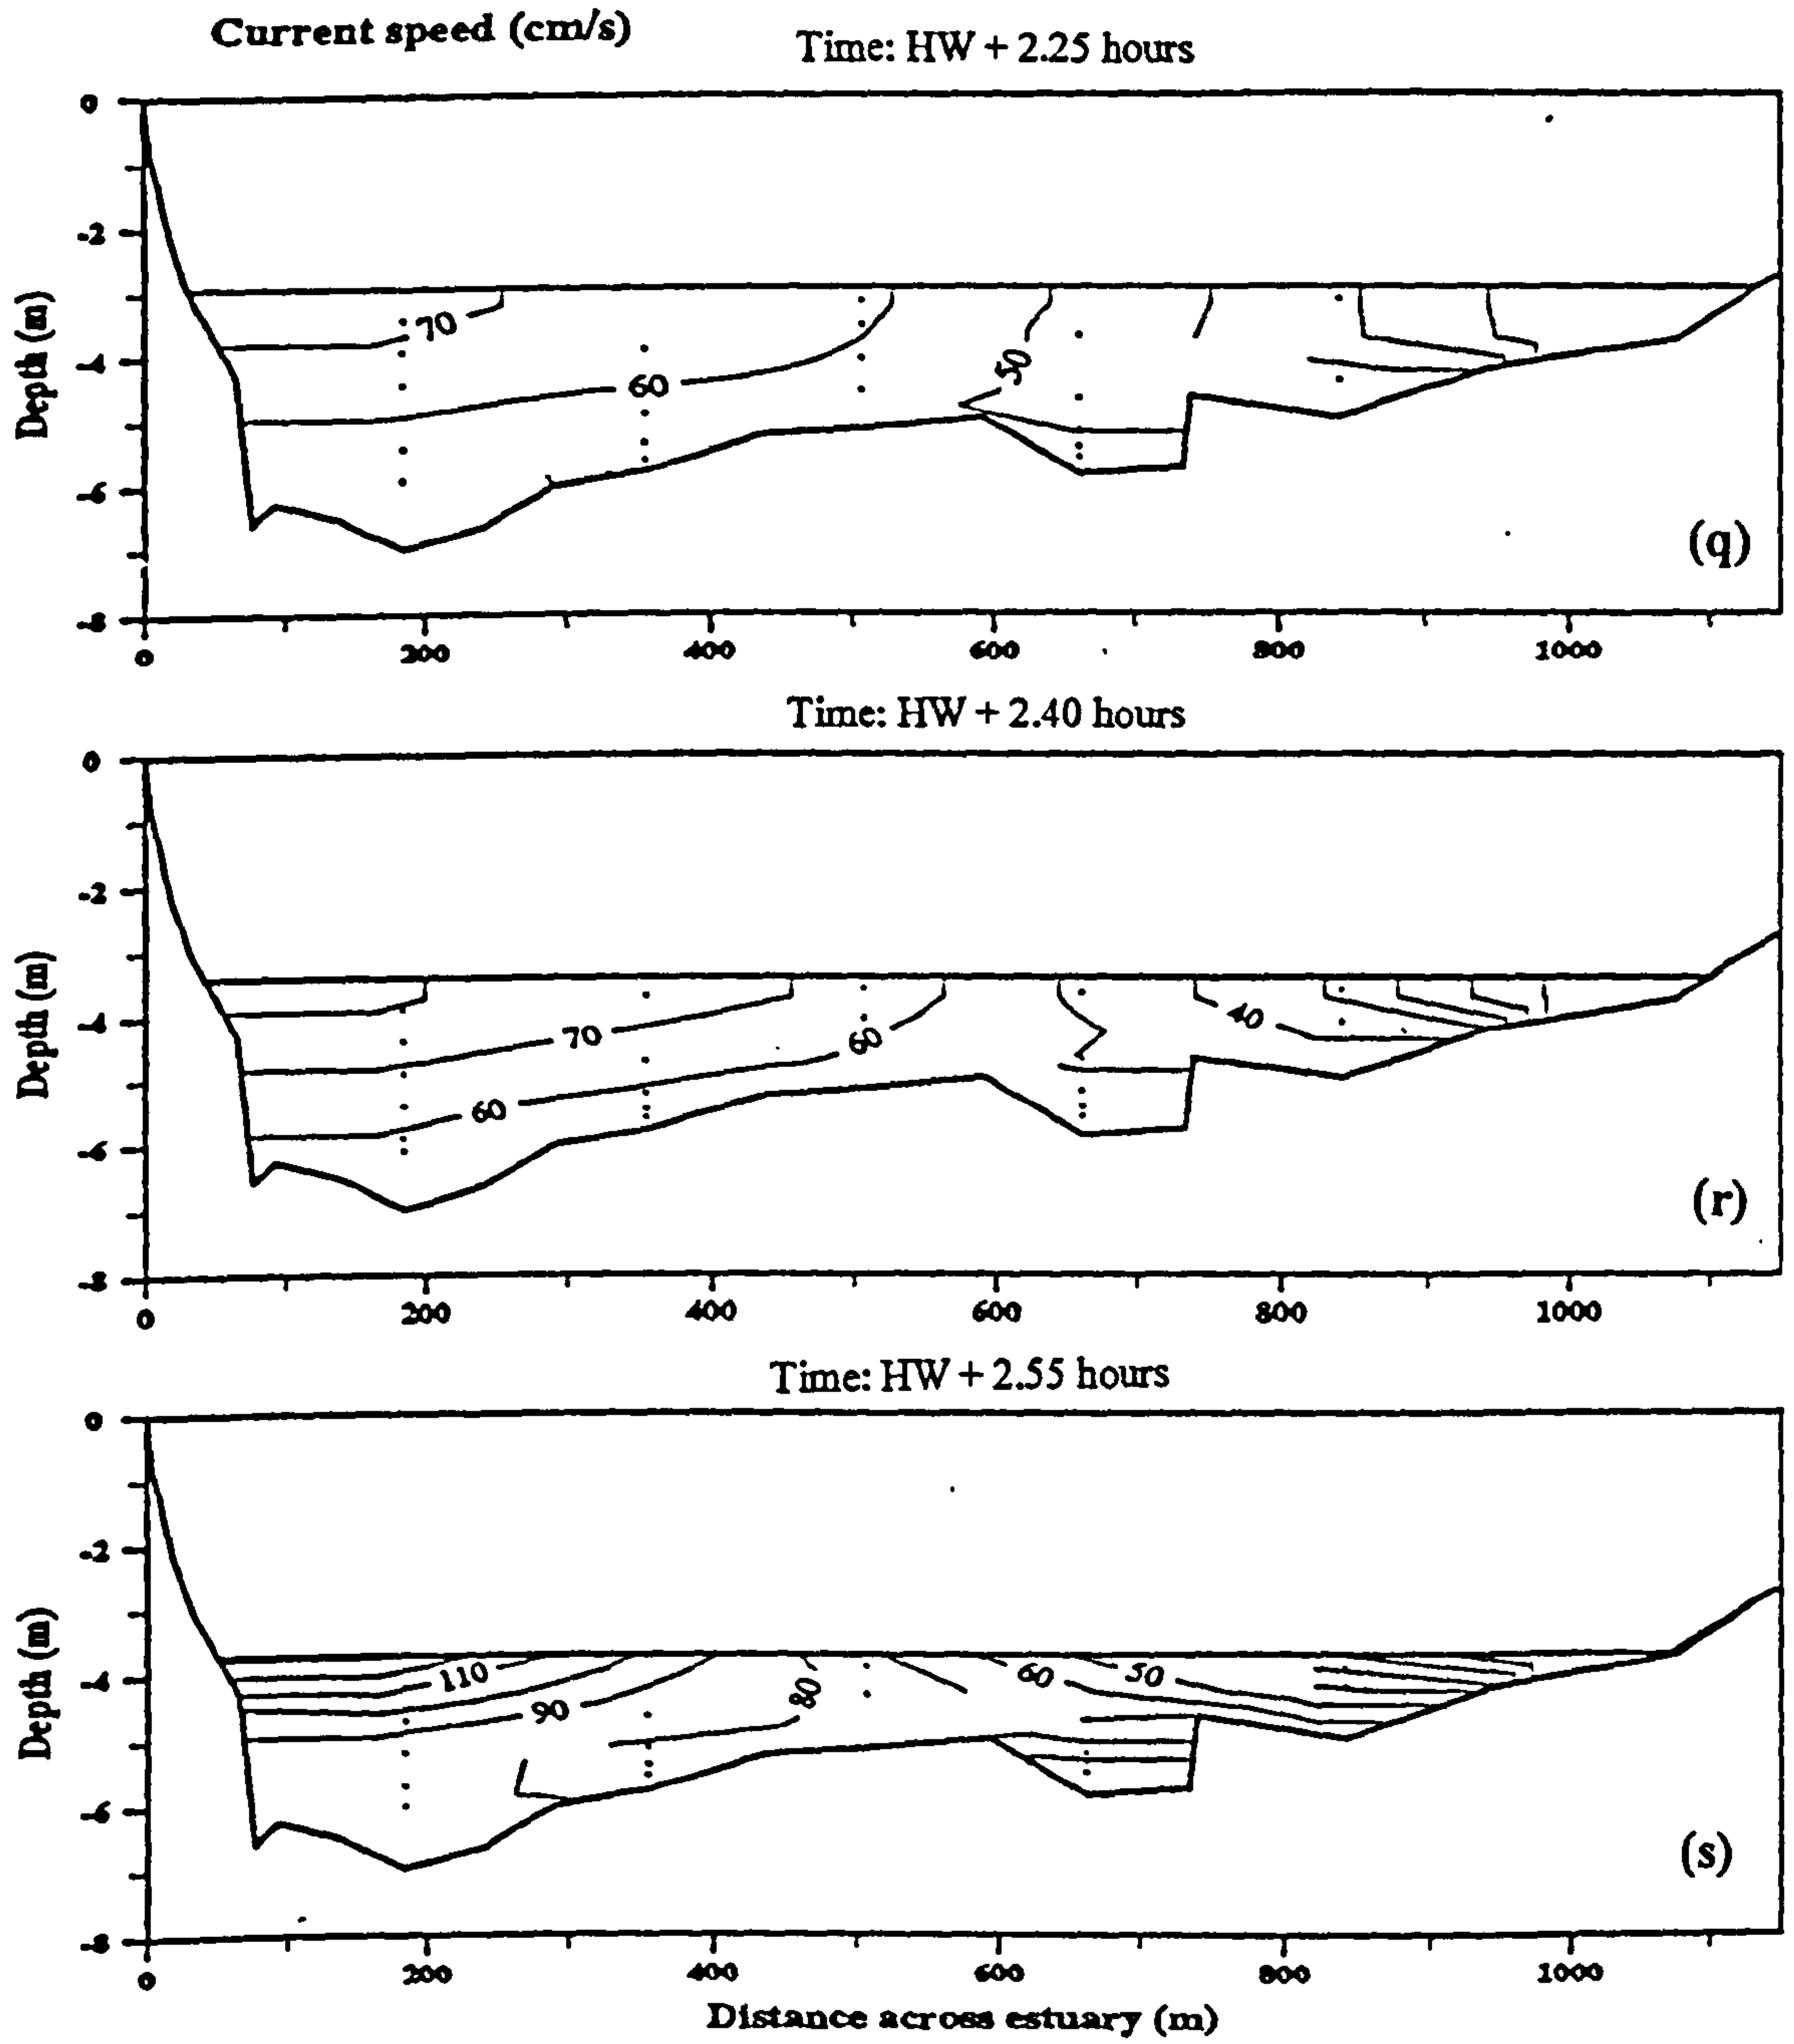 Current speed (cm/s)
Time: HW + 2.25 hours
0
-2
-4
-6
-8
Depth (m)
70
60
50
(q)
0 200 400 600 800 1000
Time: HW + 2.40 hours
0
-2
-4
-6
-8
Depth (m)
70
60
60
40
(r)
0 200 400 600 800 1000
Time: HW + 2.55 hours
0
-2
-4
-6
-8
Depth (m)
110
90
80
60
50
(s)
0 200 400 600 800 1000
Distance across estuary (m)